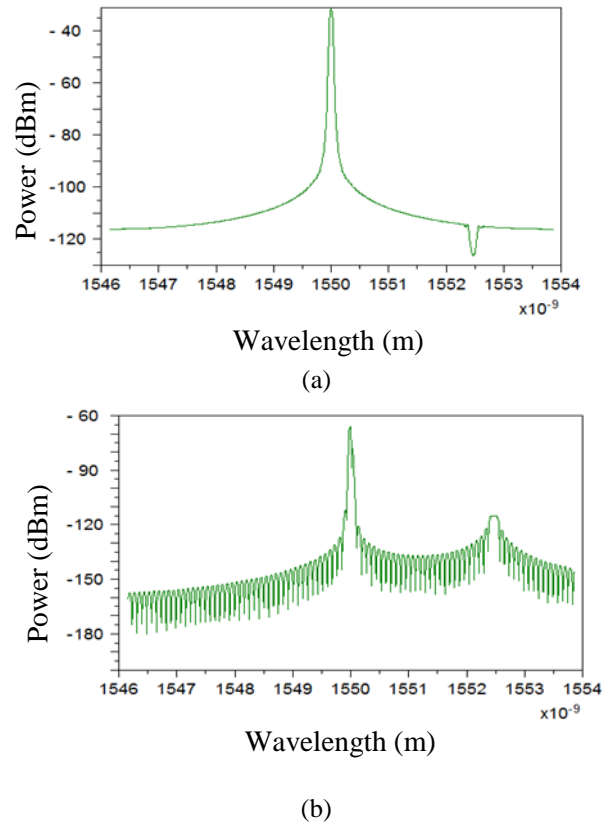 - 40
- 60
- 80
-100
-120
Power (dBm)
1546 1547 1548 1549 1550 1551 1552 1553 1554
x10⁻⁹
Wavelength (m)
(a)
- 60
-90
-120
-150
-180
Power (dBm)
1546 1547 1548 1549 1550 1551 1552 1553 1554
x10⁻⁹
Wavelength (m)
(b)